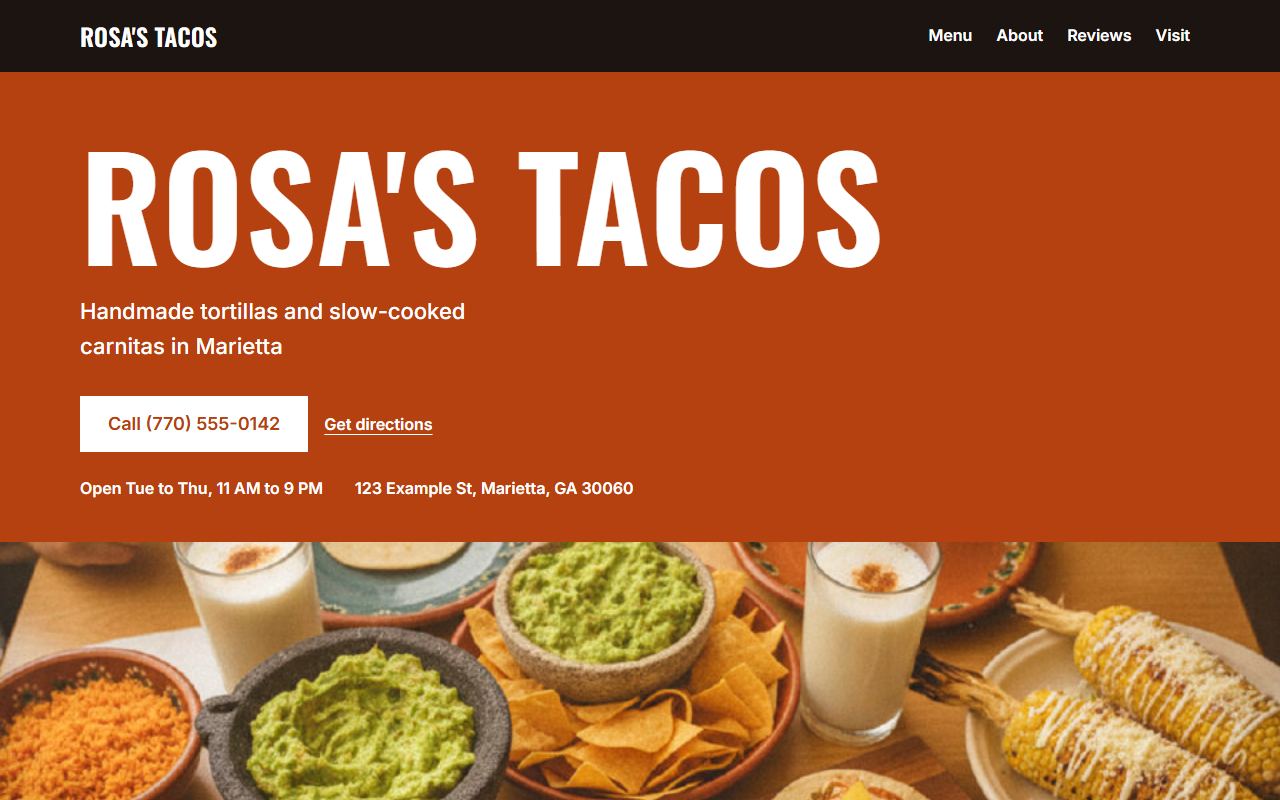 ROSA'S TACOS
Menu About Reviews Visit
ROSA'S TACOS
Handmade tortillas and slow-cooked
carnitas in Marietta
Call (770) 555-0142
Get directions
Open Tue to Thu, 11 AM to 9 PM
123 Example St, Marietta, GA 30060